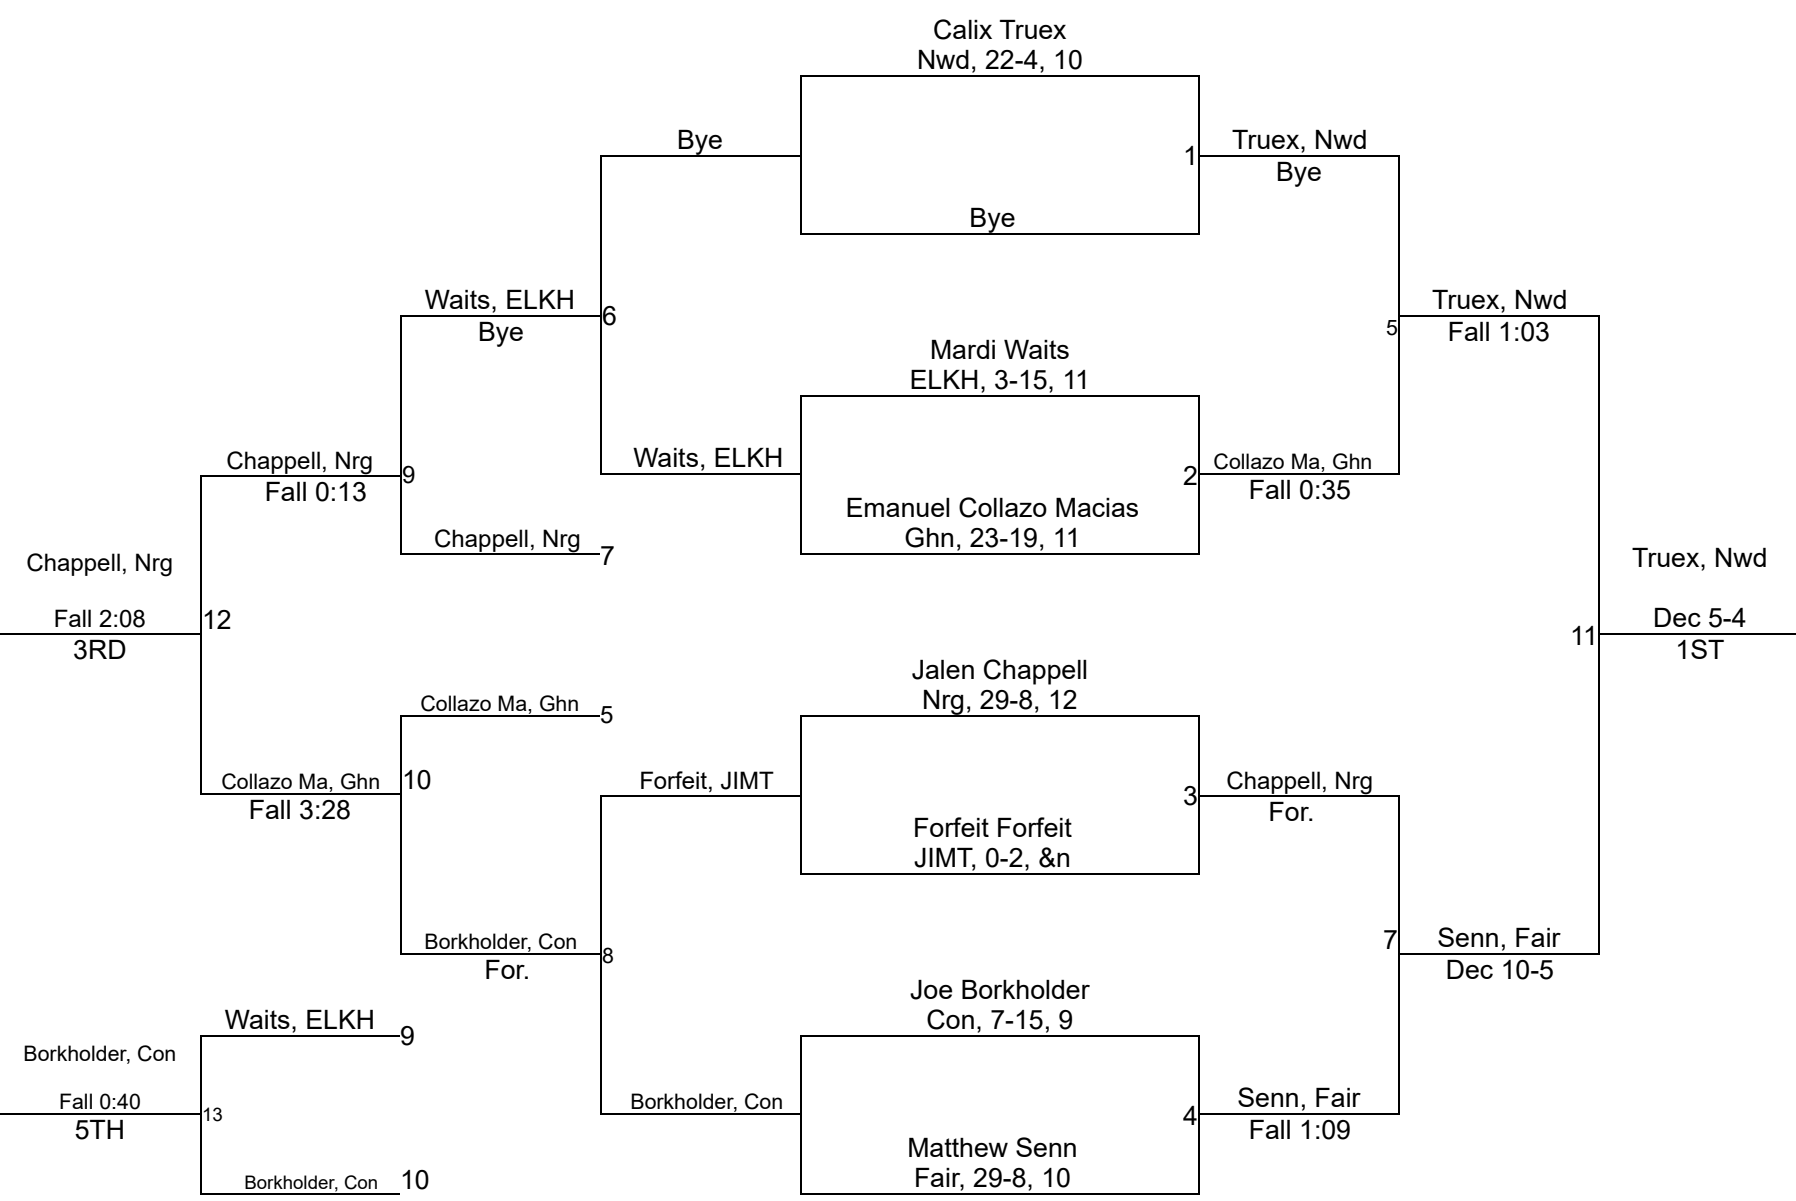 Calix Truex
Nwd, 22-4, 10
Bye
1
Truex, Nwd
Bye
Bye
Waits, ELKH
Bye
6
Truex, Nwd
Fall 1:03
5
Mardi Waits
ELKH, 3-15, 11
Waits, ELKH
2
Collazo Ma, Ghn
Fall 0:35
Chappell, Nrg
Fall 0:13
9
Emanuel Collazo Macias
Ghn, 23-19, 11
Chappell, Nrg
7
Chappell, Nrg
Fall 2:08
3RD
12
Truex, Nwd
Dec 5-4
1ST
11
Jalen Chappell
Nrg, 29-8, 12
Collazo Ma, Ghn
5
Collazo Ma, Ghn
Fall 3:28
10
Forfeit, JIMT
3
Chappell, Nrg
For.
Forfeit Forfeit
JIMT, 0-2, &n
Borkholder, Con
For.
8
7
Senn, Fair
Dec 10-5
Joe Borkholder
Con, 7-15, 9
Waits, ELKH
9
Borkholder, Con
Fall 0:40
5TH
13
Borkholder, Con
4
Senn, Fair
Fall 1:09
Matthew Senn
Fair, 29-8, 10
Borkholder, Con
10